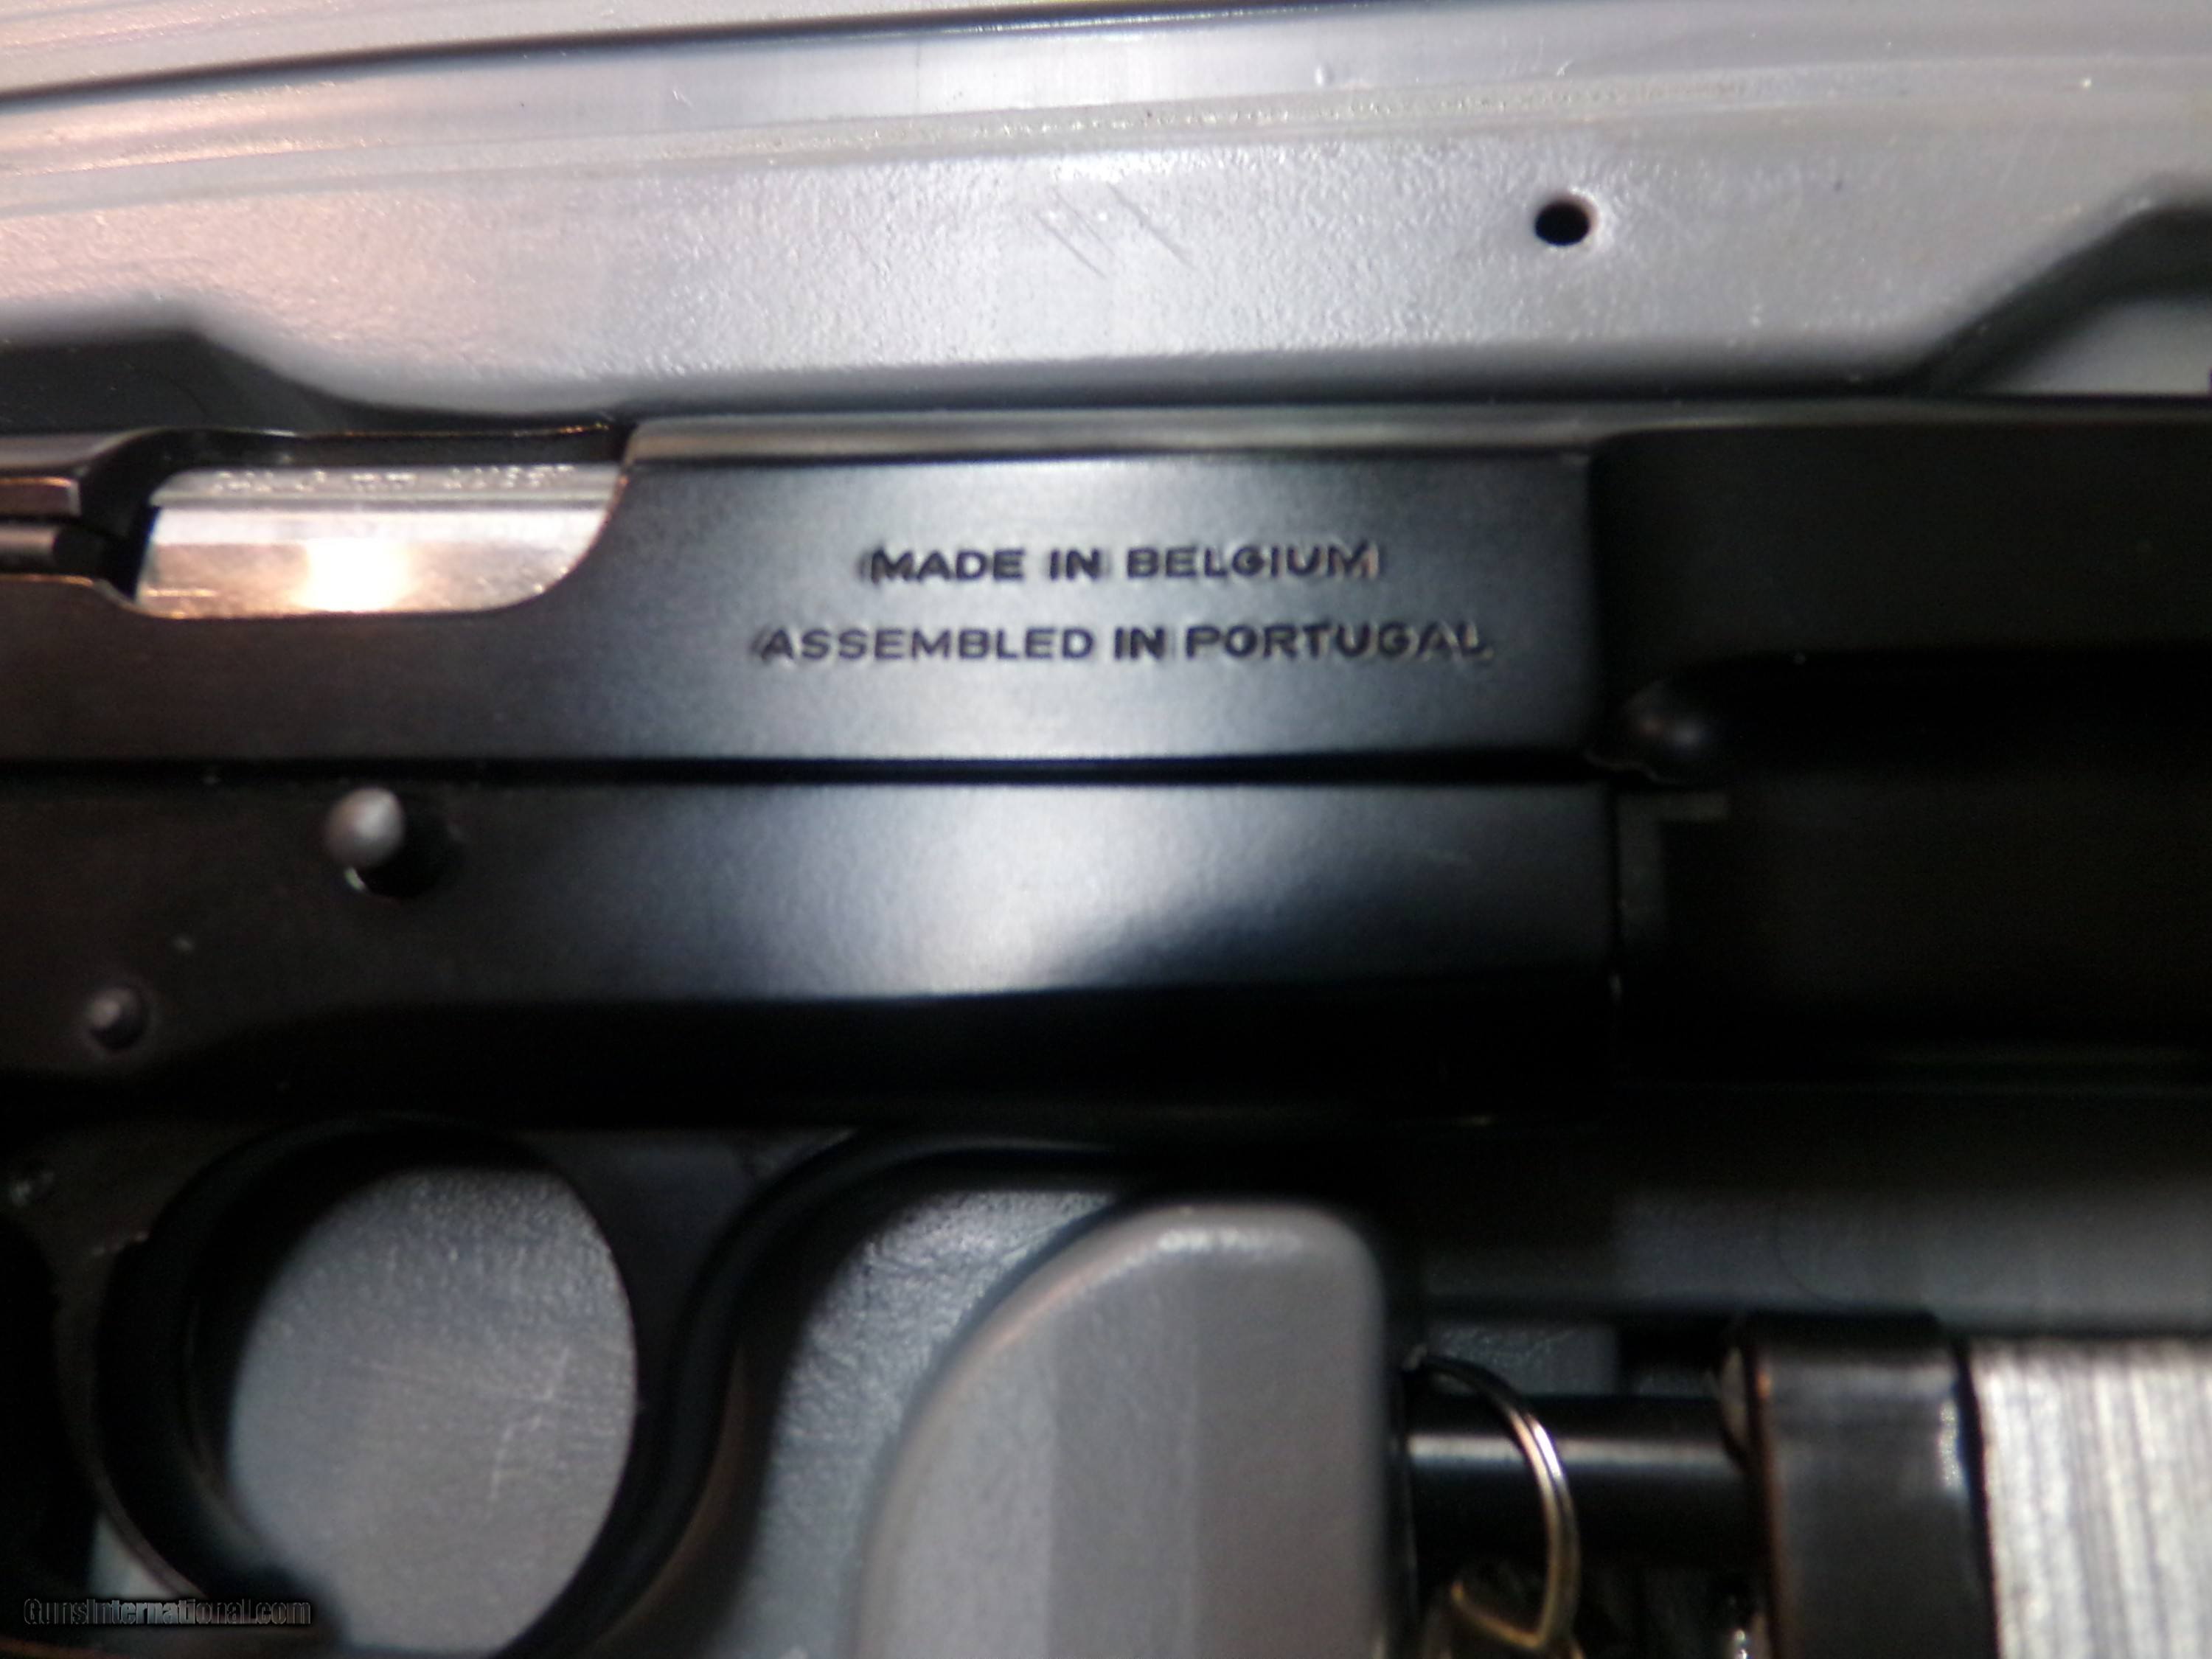 MADE IN BELGIUM
ASSEMBLED IN PORTUGAL
GunsInternational.com